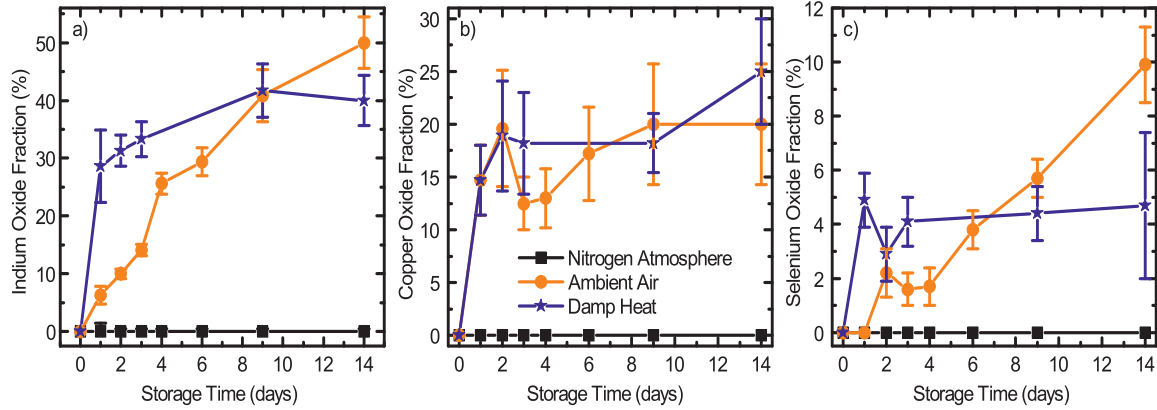 a)
Indium Oxide Fraction (%)
50
40
30
20
10
0
0 2 4 6 8 10 12 14
Storage Time (days)
b)
Copper Oxide Fraction (%)
30
25
20
15
10
5
0
Nitrogen Atmosphere
Ambient Air
Damp Heat
0 2 4 6 8 10 12 14
Storage Time (days)
c)
Selenium Oxide Fraction (%)
12
10
8
6
4
2
0
0 2 4 6 8 10 12 14
Storage Time (days)